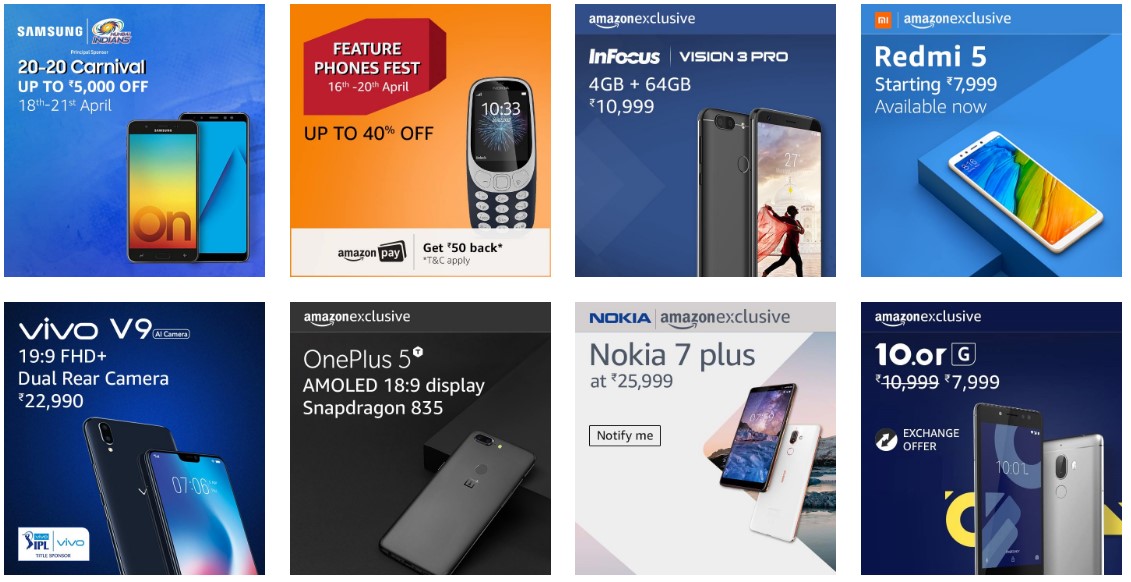 SAMSUNG MUMBAI INDIANS
Principal Sponsor
20-20 Carnival
UP TO ₹5,000 OFF
18th-21st April
SAMSUNG
On
FEATURE
PHONES FEST
16th -20th April
UP TO 40% OFF
10:33
amazon pay
Get ₹50 back*
*T&C apply
amazonexclusive
InFocus VISION 3 PRO
4GB + 64GB
₹10,999
27°
mi amazonexclusive
Redmi 5
Starting ₹7,999
Available now
vivo V9 AI Camera
19:9 FHD+
Dual Rear Camera
₹22,990
07:06
vivo IPL vivo
TITLE SPONSOR
amazonexclusive
OnePlus 5T
AMOLED 18:9 display
Snapdragon 835
NOKIA amazonexclusive
Nokia 7 plus
at ₹25,999
Notify me
amazonexclusive
10.or G
₹10,999 ₹7,999
EXCHANGE
OFFER